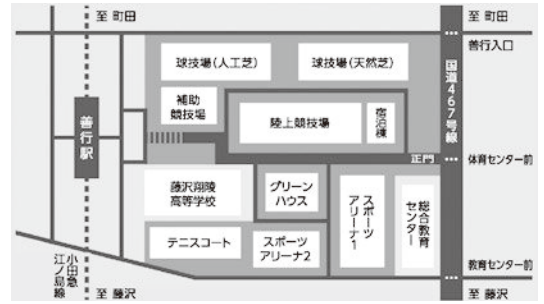 至 町田
至 町田
善行入口
球技場(人工芝)
球技場(天然芝)
国道467号線
補助
競技場
陸上競技場
宿泊棟
善行駅
正門
体育センター前
藤沢翔陵
高等学校
グリーン
ハウス
スポーツ
アリーナ1
総合教育
センター
テニスコート
スポーツ
アリーナ2
小田急
江ノ島線
教育センター前
至 藤沢
至 藤沢